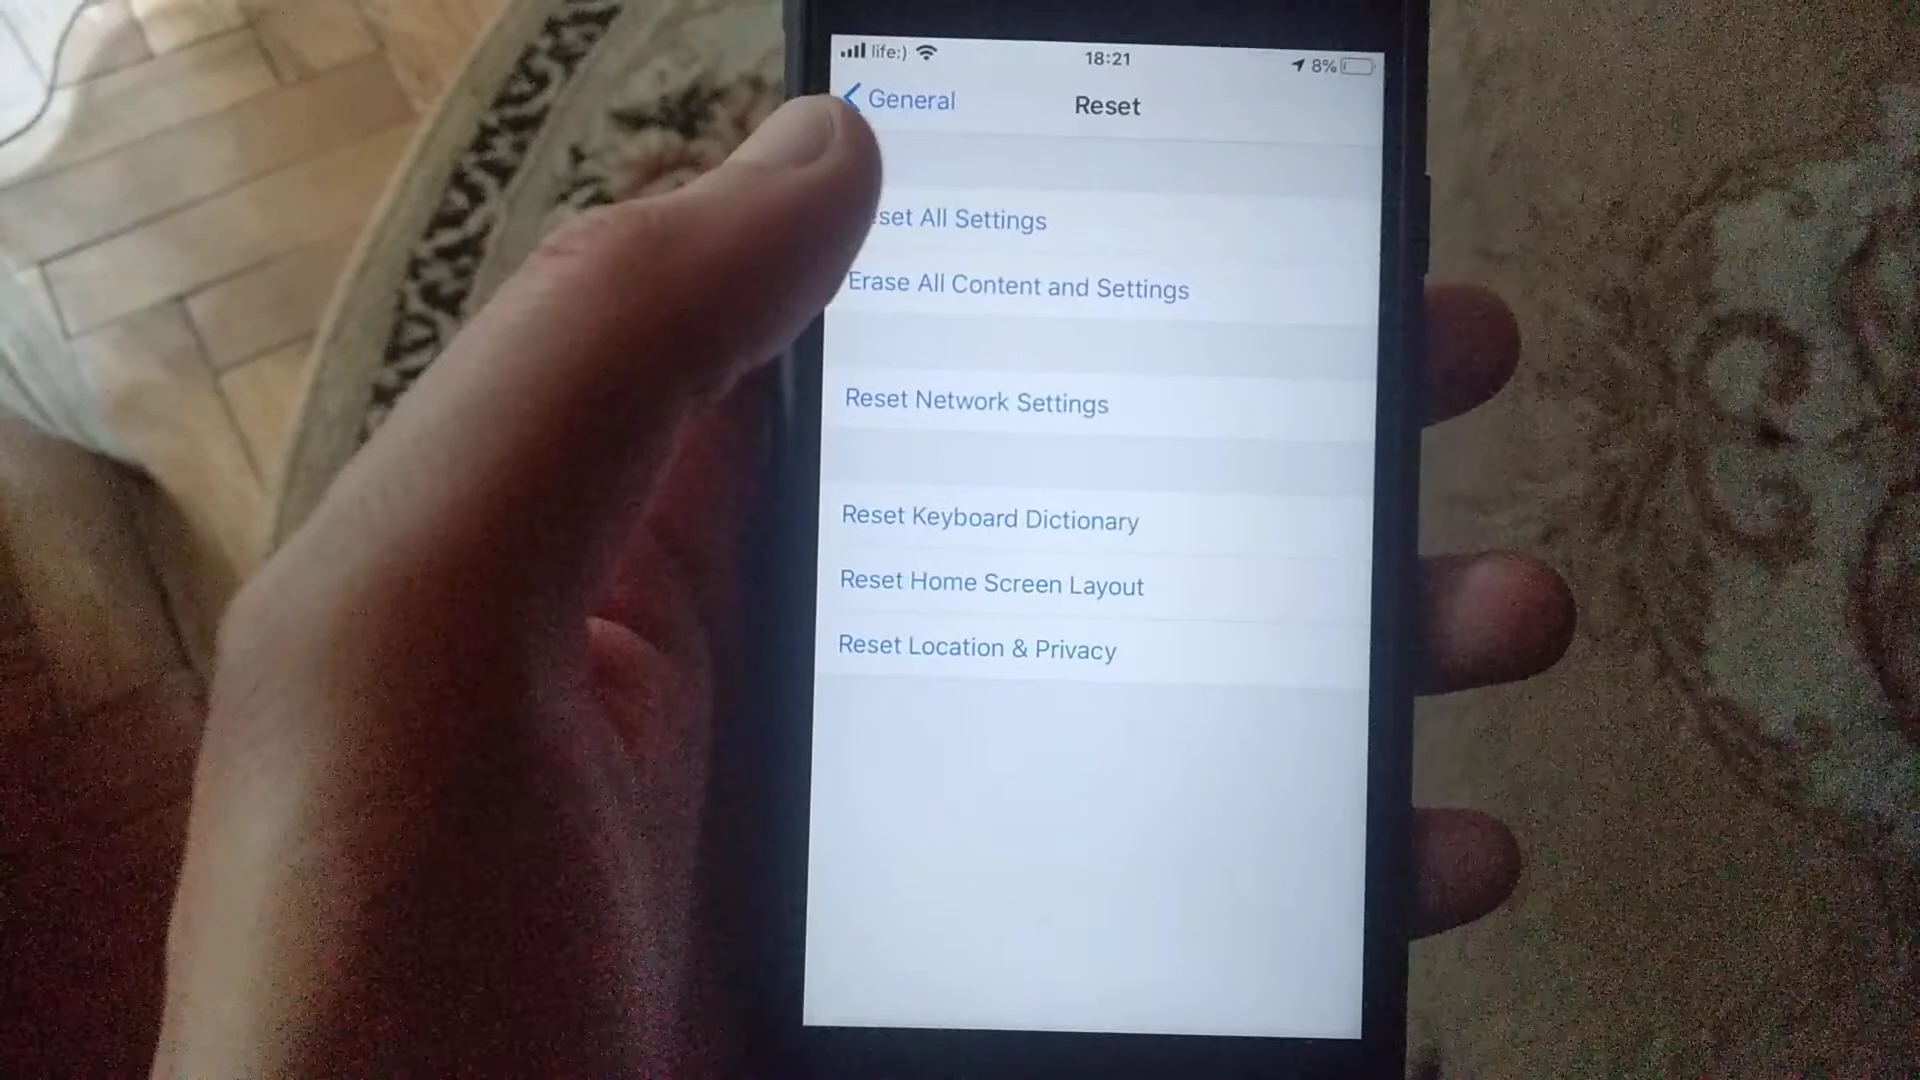 life:) 18:21 8%
General Reset
set All Settings
Erase All Content and Settings
Reset Network Settings
Reset Keyboard Dictionary
Reset Home Screen Layout
Reset Location & Privacy